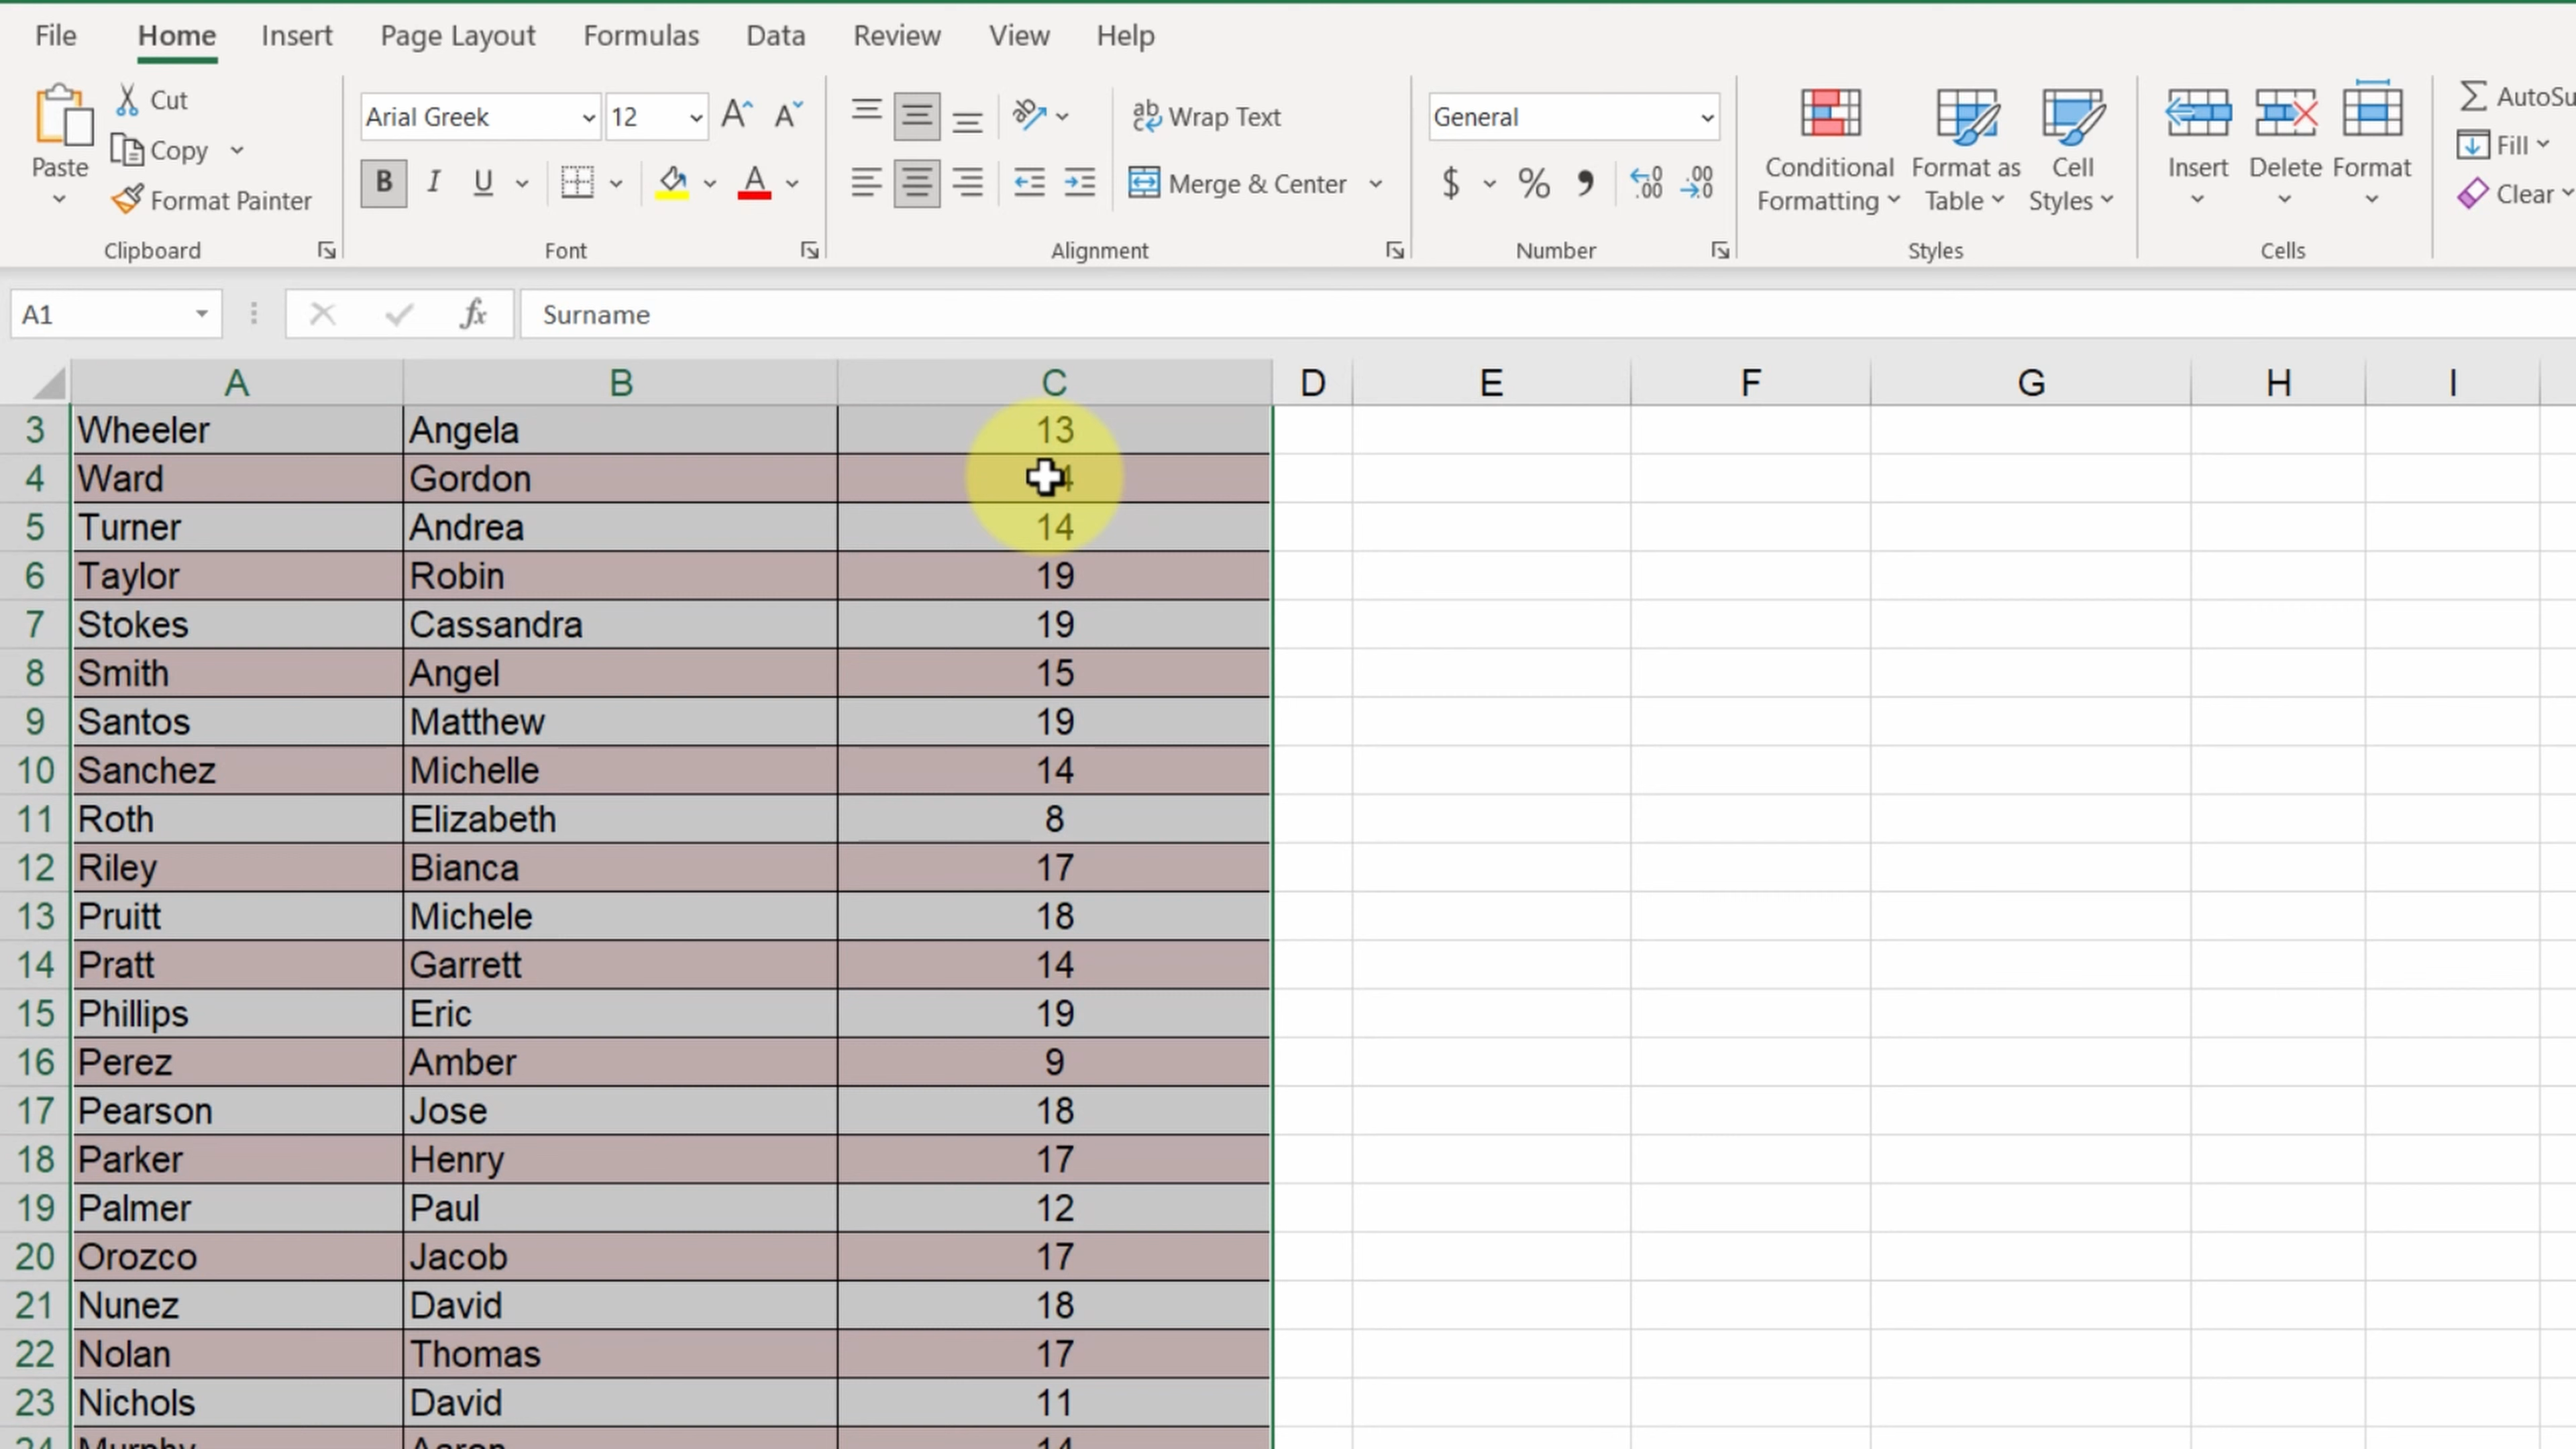 File Home Insert Page Layout Formulas Data Review View Help
Paste Cut Copy Format Painter Clipboard
Arial Greek 12 B I U A Font
Wrap Text Merge & Center Alignment
General $ % Number
Conditional Formatting Format as Table Cell Styles Styles
Insert Delete Format Cells
Fill Clear
A1 fx Surname
A B C D E F G H I
3 Wheeler Angela 13
4 Ward Gordon
5 Turner Andrea 14
6 Taylor Robin 19
7 Stokes Cassandra 19
8 Smith Angel 15
9 Santos Matthew 19
10 Sanchez Michelle 14
11 Roth Elizabeth 8
12 Riley Bianca 17
13 Pruitt Michele 18
14 Pratt Garrett 14
15 Phillips Eric 19
16 Perez Amber 9
17 Pearson Jose 18
18 Parker Henry 17
19 Palmer Paul 12
20 Orozco Jacob 17
21 Nunez David 18
22 Nolan Thomas 17
23 Nichols David 11